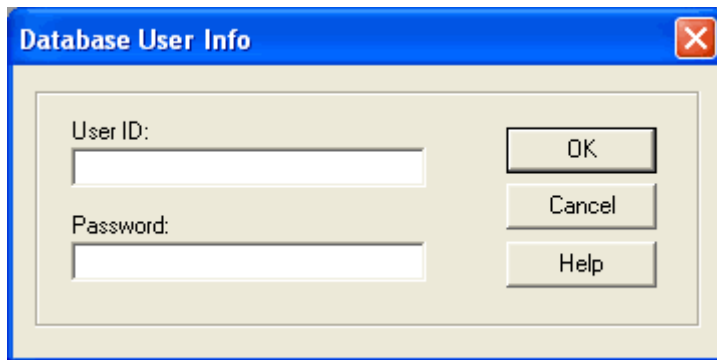 Database User Info
User ID:
OK
Cancel
Password:
Help